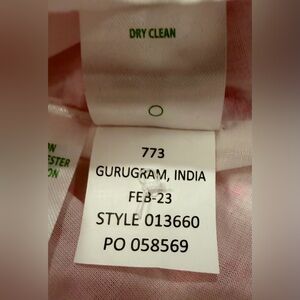 DRY CLEAN
773
GURUGRAM, INDIA
FEB-23
STYLE 013660
PO 058569